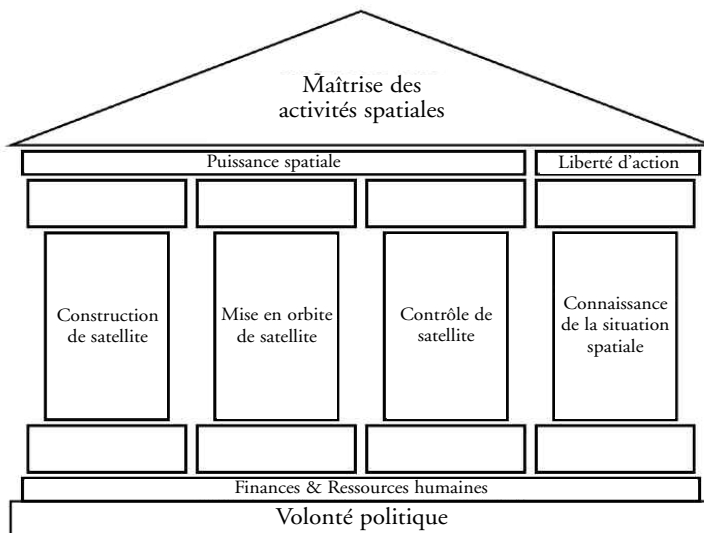 Maîtrise des
activités spatiales
Puissance spatiale
Liberté d'action
Construction
de satellite
Mise en orbite
de satellite
Contrôle de
satellite
Connaissance
de la situation
spatiale
Finances & Ressources humaines
Volonté politique